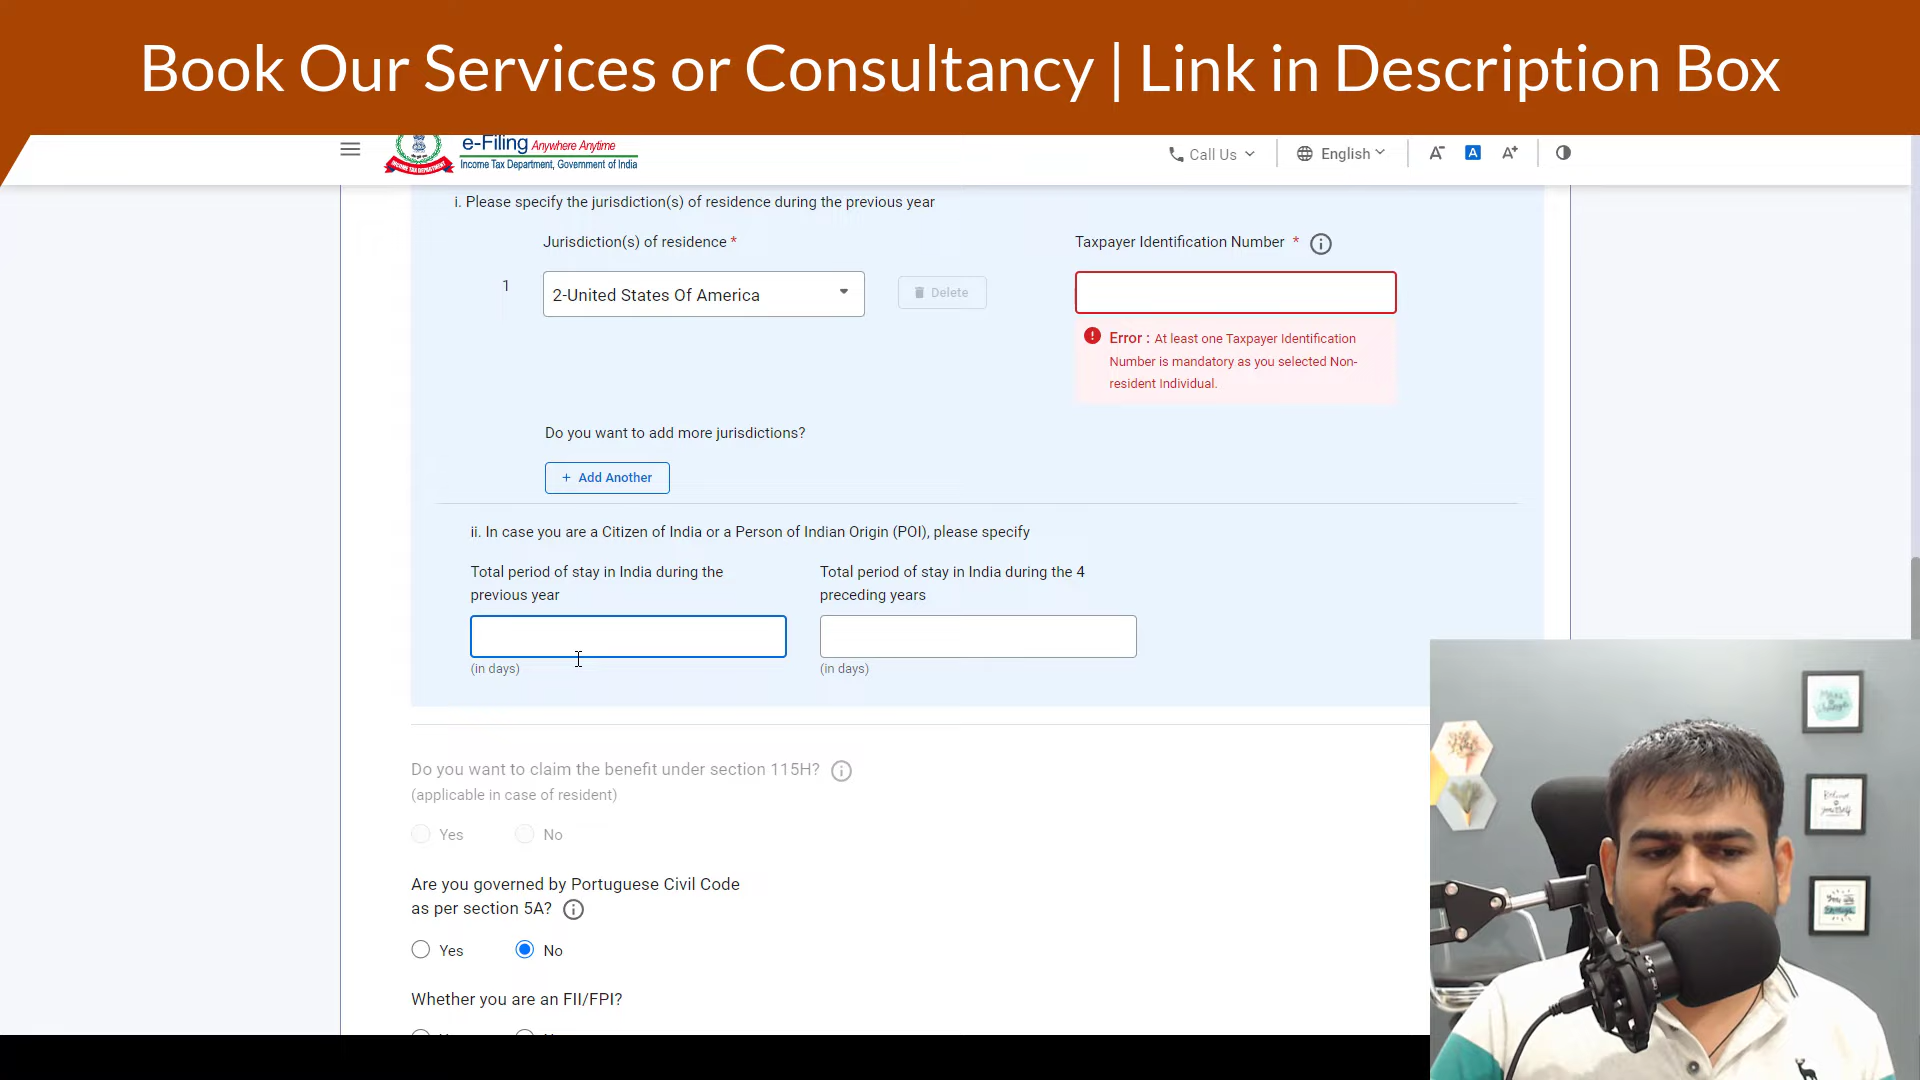 Book Our Services or Consultancy | Link in Description Box
e-Filing Anywhere Anytime
Income Tax Department, Government of India
Call Us
English
A-
A
A+
i. Please specify the jurisdiction(s) of residence during the previous year
Jurisdiction(s) of residence *
Taxpayer Identification Number *
1
2-United States Of America
Delete
Error : At least one Taxpayer Identification
Number is mandatory as you selected Non-
resident Individual.
Do you want to add more jurisdictions?
+ Add Another
ii. In case you are a Citizen of India or a Person of Indian Origin (POI), please specify
Total period of stay in India during the
previous year
Total period of stay in India during the 4
preceding years
(in days)
(in days)
Do you want to claim the benefit under section 115H?
(applicable in case of resident)
Yes
No
Are you governed by Portuguese Civil Code
as per section 5A?
Yes
No
Whether you are an FII/FPI?